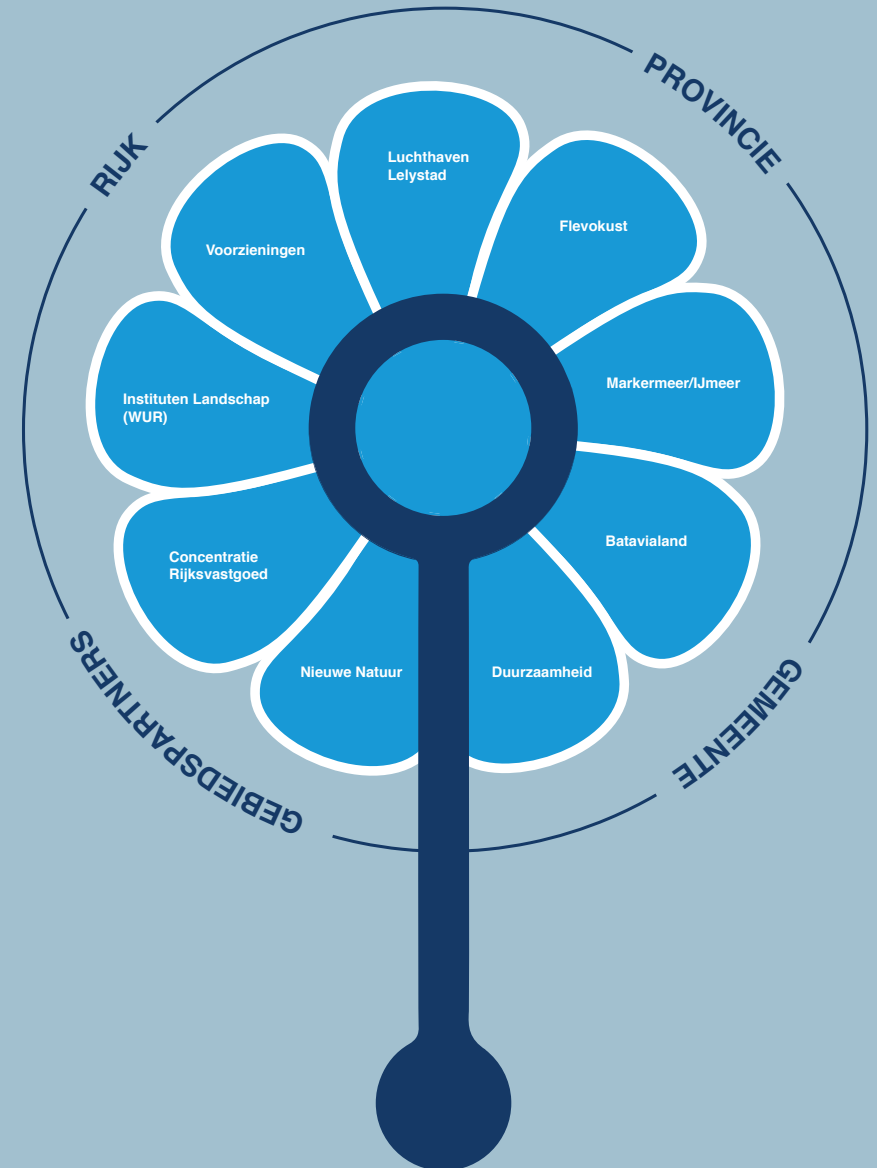 RIJK
PROVINCIE
Luchthaven
Lelystad
Flevokust
Voorzieningen
Markermeer/IJmeer
Instituten Landschap
(WUR)
Batavialand
Concentratie
Rijksvastgoed
Nieuwe Natuur
Duurzaamheid
GEMEENTE
GEBIEDSPARTNERS